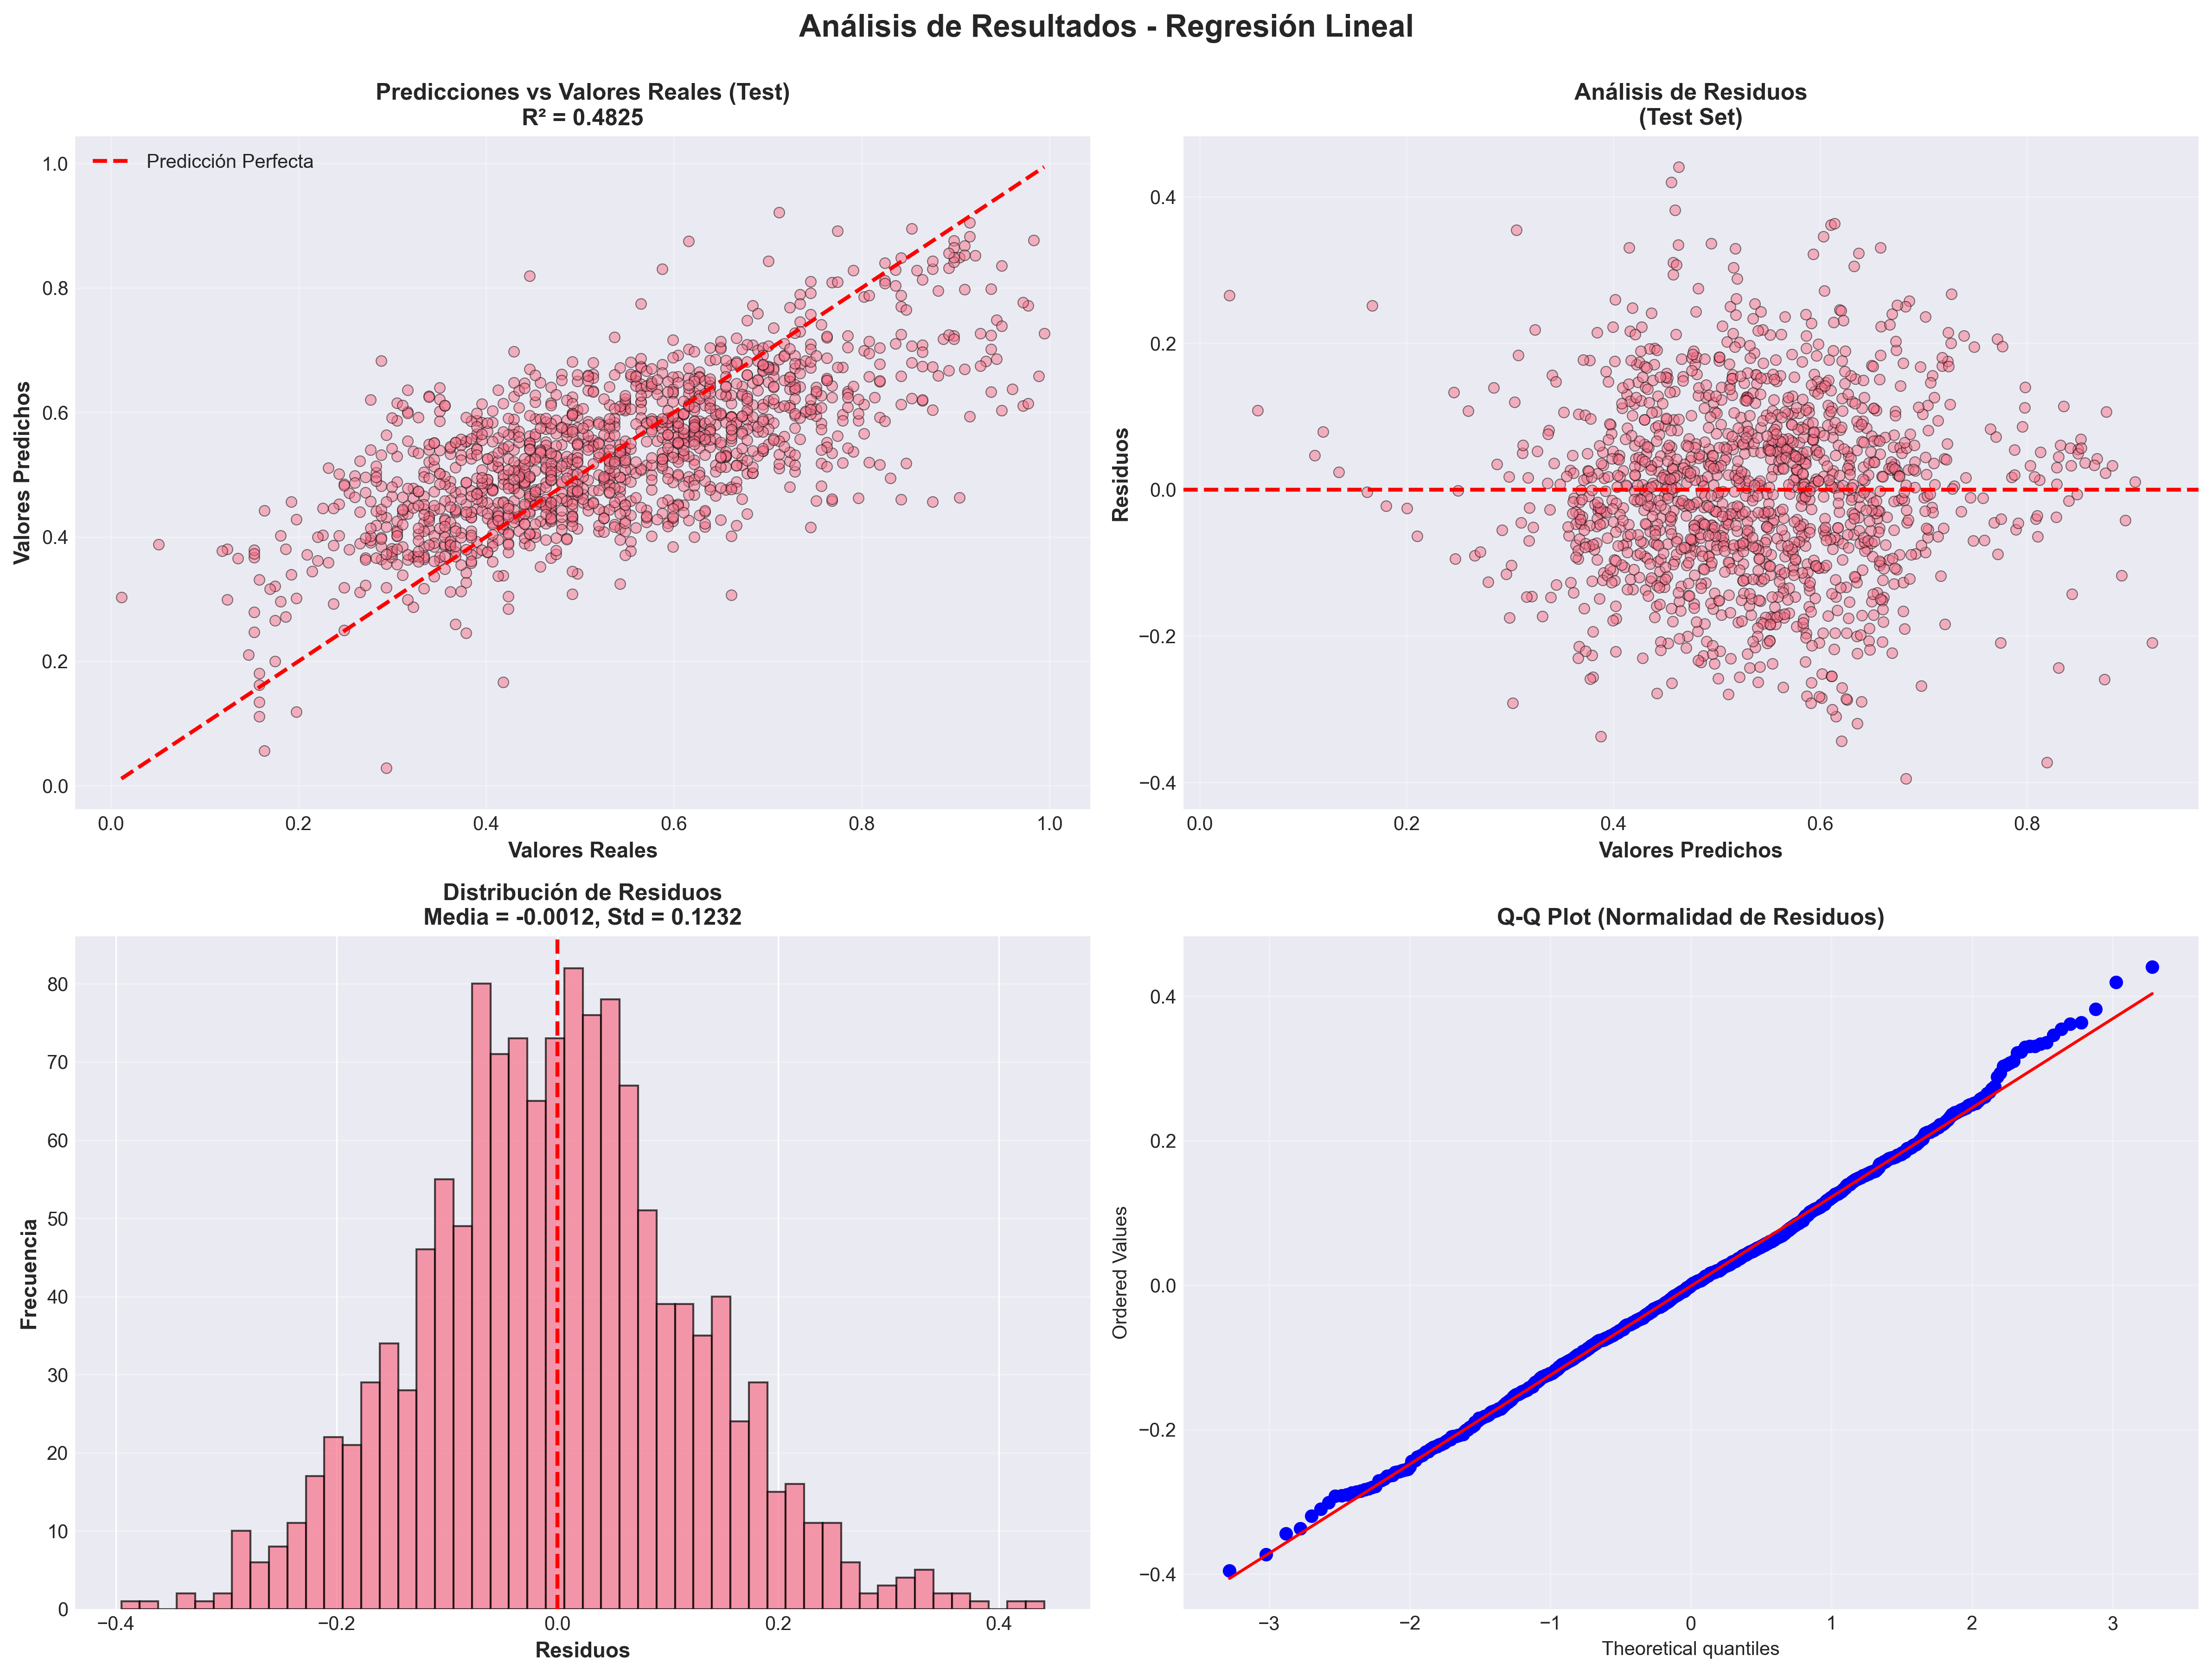 Análisis de Resultados - Regresión Lineal
Predicciones vs Valores Reales (Test)
R² = 0.4825
Predicción Perfecta
1.0
0.8
0.6
0.4
0.2
0.0
Valores Predichos
0.0 0.2 0.4 0.6 0.8 1.0
Valores Reales
Análisis de Residuos
(Test Set)
0.4
0.2
0.0
−0.2
−0.4
Residuos
0.0 0.2 0.4 0.6 0.8
Valores Predichos
Distribución de Residuos
Media = -0.0012, Std = 0.1232
80
70
60
50
40
30
20
10
0
Frecuencia
−0.4 −0.2 0.0 0.2 0.4
Residuos
Q-Q Plot (Normalidad de Residuos)
0.4
0.2
0.0
−0.2
−0.4
Ordered Values
−3 −2 −1 0 1 2 3
Theoretical quantiles